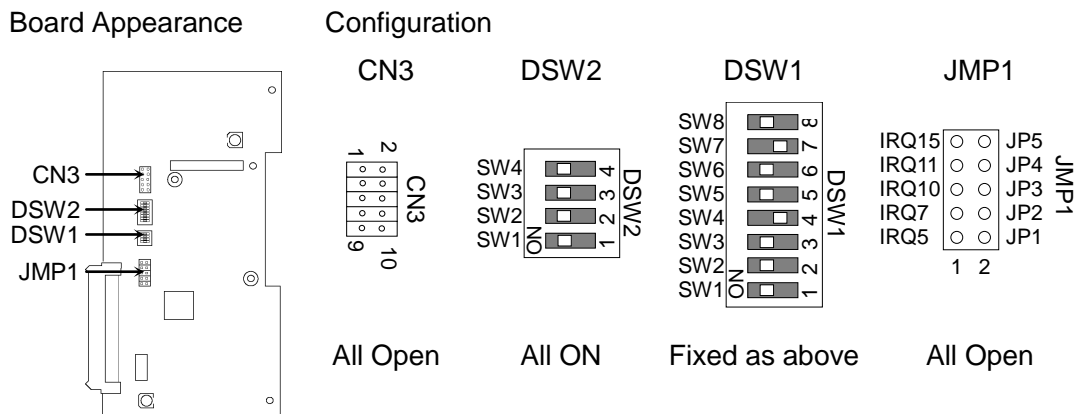 Board Appearance
CN3
DSW2
DSW1
JMP1
Configuration
CN3
1
2
9
10
CN3
All Open
DSW2
SW4
SW3
SW2
SW1
ON
4
3
2
1
DSW2
All ON
DSW1
SW8
SW7
SW6
SW5
SW4
SW3
SW2
SW1
ON
8
7
6
5
4
3
2
1
DSW1
Fixed as above
JMP1
IRQ15 JP5
IRQ11 JP4
IRQ10 JP3
IRQ7 JP2
IRQ5 JP1
1 2
JMP1
All Open